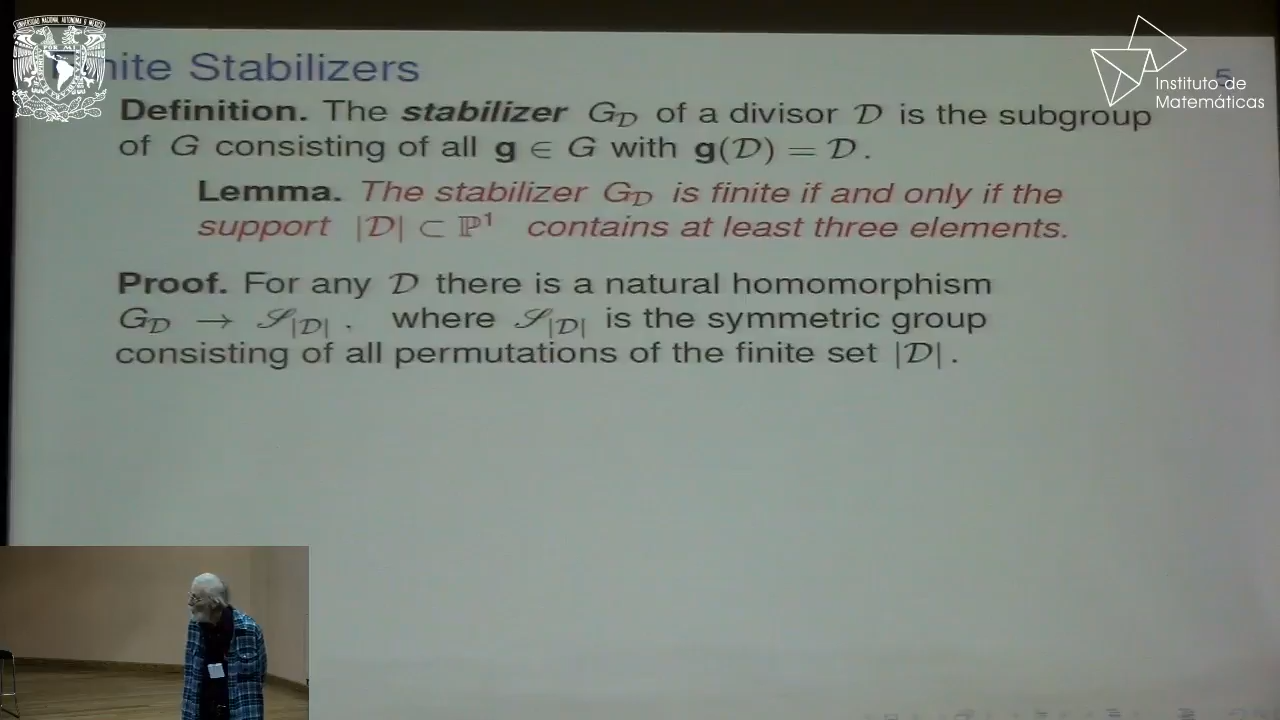 nite Stabilizers
5
Instituto de
Matemáticas
Definition. The stabilizer G_D of a divisor D is the subgroup
of G consisting of all g ∈ G with g(D) = D.
Lemma. The stabilizer G_D is finite if and only if the
support |D| ⊂ ℙ¹ contains at least three elements.
Proof. For any D there is a natural homomorphism
G_D → 𝒮_|D| . where 𝒮_|D| is the symmetric group
consisting of all permutations of the finite set |D|.